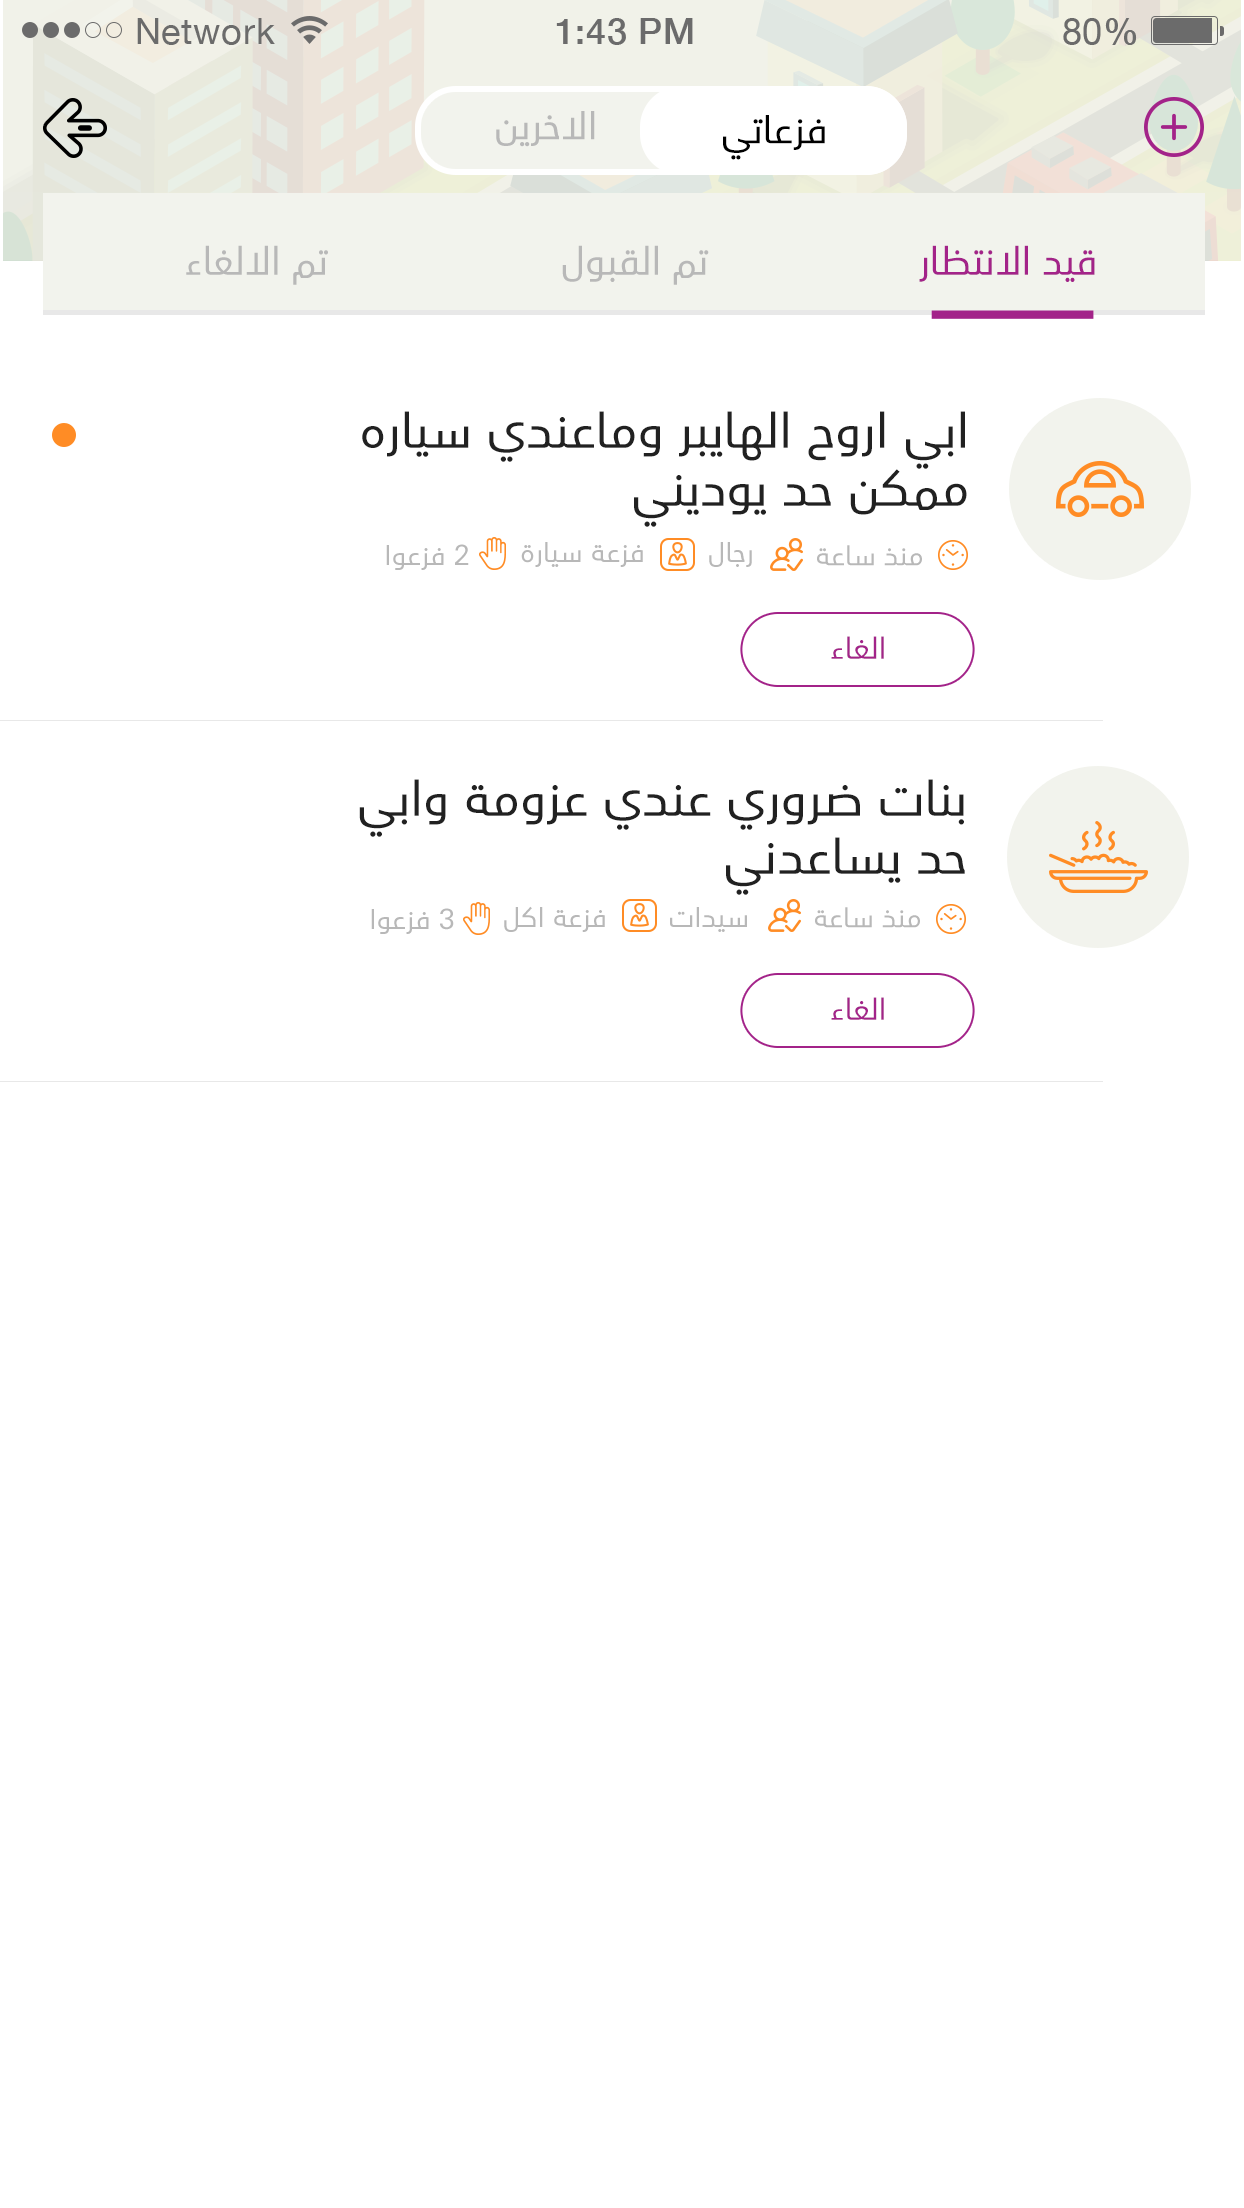 Network 1:43 PM 80%
فزعاتي الاخرين
قيد الانتظار تم القبول تم الالغاء
ابي اروح الهايبر وماعندي سياره
ممكن حد يوديني
منذ ساعة رجال فزعة سيارة 2 فزعوا
الغاء
بنات ضروري عندي عزومة وابي
حد يساعدني
منذ ساعة سيدات فزعة اكل 3 فزعوا
الغاء